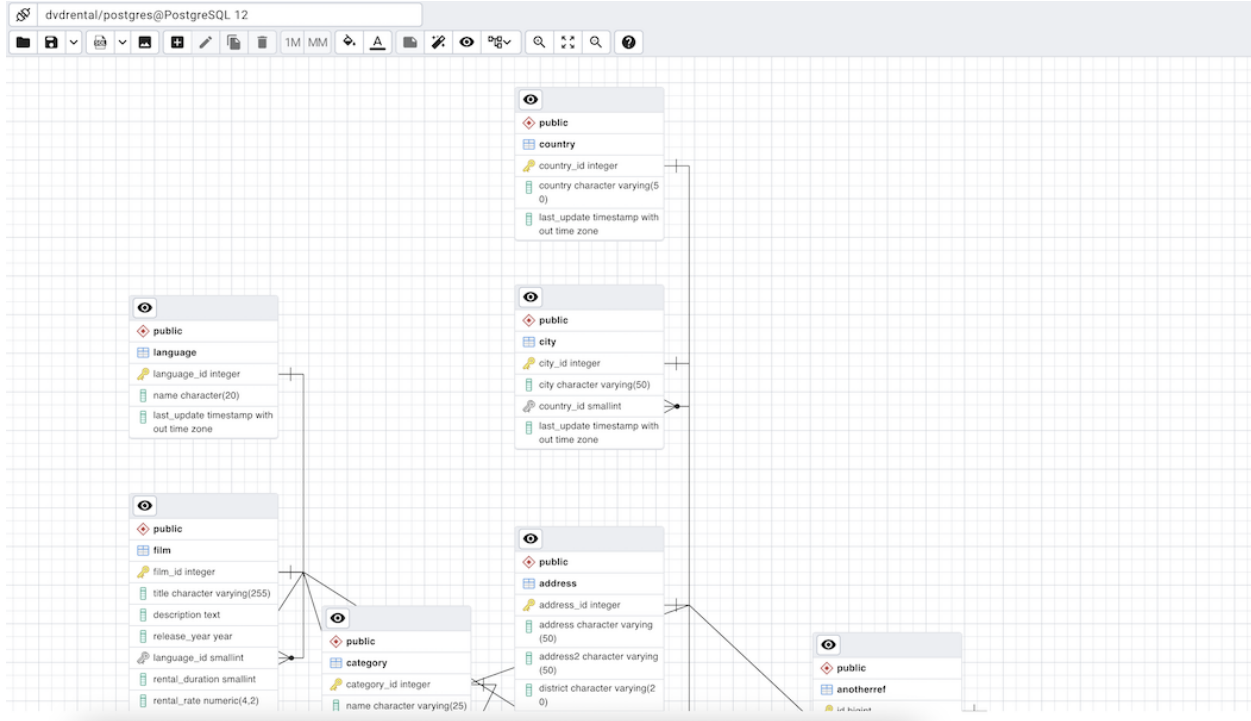 dvdrental/postgres@PostgreSQL 12
SQL
1M MM
A
public
country
country_id integer
country character varying(5
0)
last_update timestamp with
out time zone
public
city
city_id integer
city character varying(50)
country_id smallint
last_update timestamp with
out time zone
public
language
language_id integer
name character(20)
last_update timestamp with
out time zone
public
film
film_id integer
title character varying(255)
description text
release_year year
language_id smallint
rental_duration smallint
rental_rate numeric(4,2)
public
category
category_id integer
name character varying(25)
public
address
address_id integer
address character varying
(50)
address2 character varying
(50)
district character varying(2
0)
public
anotherref
id bigint